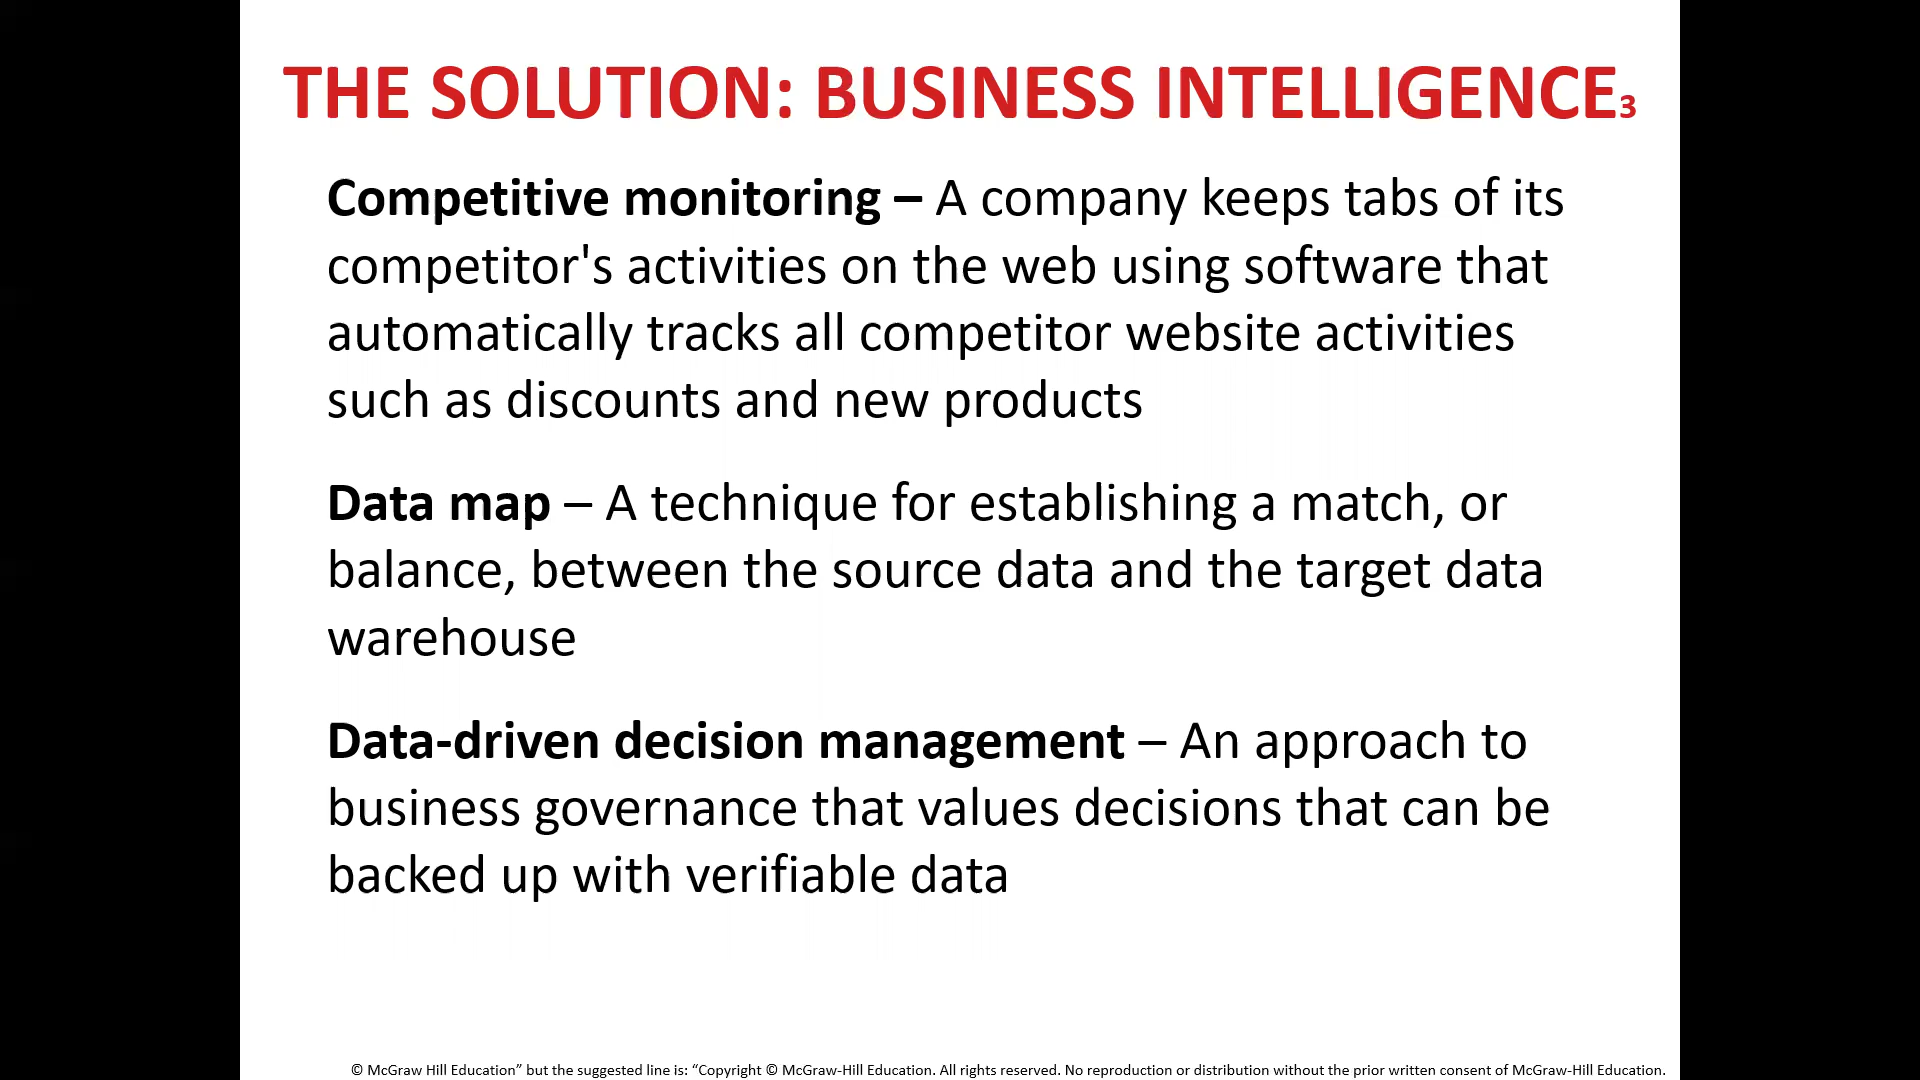 THE SOLUTION: BUSINESS INTELLIGENCE3
Competitive monitoring – A company keeps tabs of its
competitor's activities on the web using software that
automatically tracks all competitor website activities
such as discounts and new products
Data map – A technique for establishing a match, or
balance, between the source data and the target data
warehouse
Data-driven decision management – An approach to
business governance that values decisions that can be
backed up with verifiable data
© McGraw Hill Education” but the suggested line is: “Copyright © McGraw-Hill Education. All rights reserved. No reproduction or distribution without the prior written consent of McGraw-Hill Education.